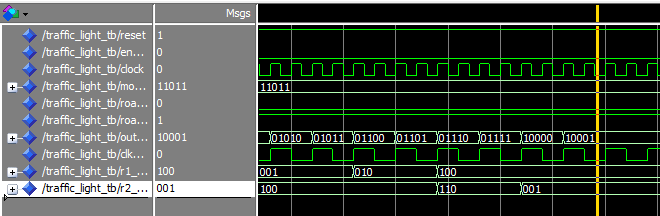 Msgs
/traffic_light_tb/reset 1
/traffic_light_tb/en... 0
/traffic_light_tb/clock 0
/traffic_light_tb/mo... 11011 11011
/traffic_light_tb/roa... 0
/traffic_light_tb/roa... 1
/traffic_light_tb/out... 10001 01010 01011 01100 01101 01110 01111 10000 10001
/traffic_light_tb/clk... 0
/traffic_light_tb/r1_... 100 001 010 100
/traffic_light_tb/r2_... 001 100 110 001